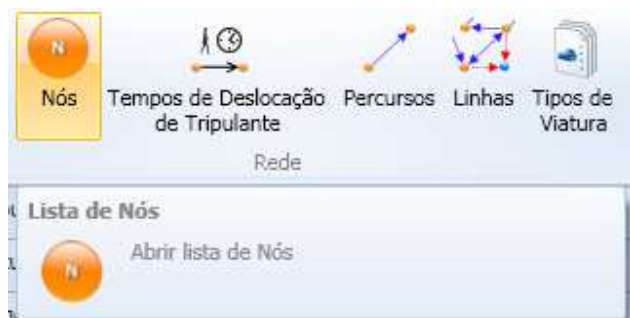 N
Nós
Tempos de Deslocação
de Tripulante
Percursos
Linhas
Tipos de
Viatura
Rede
Lista de Nós
N
Abrir lista de Nós